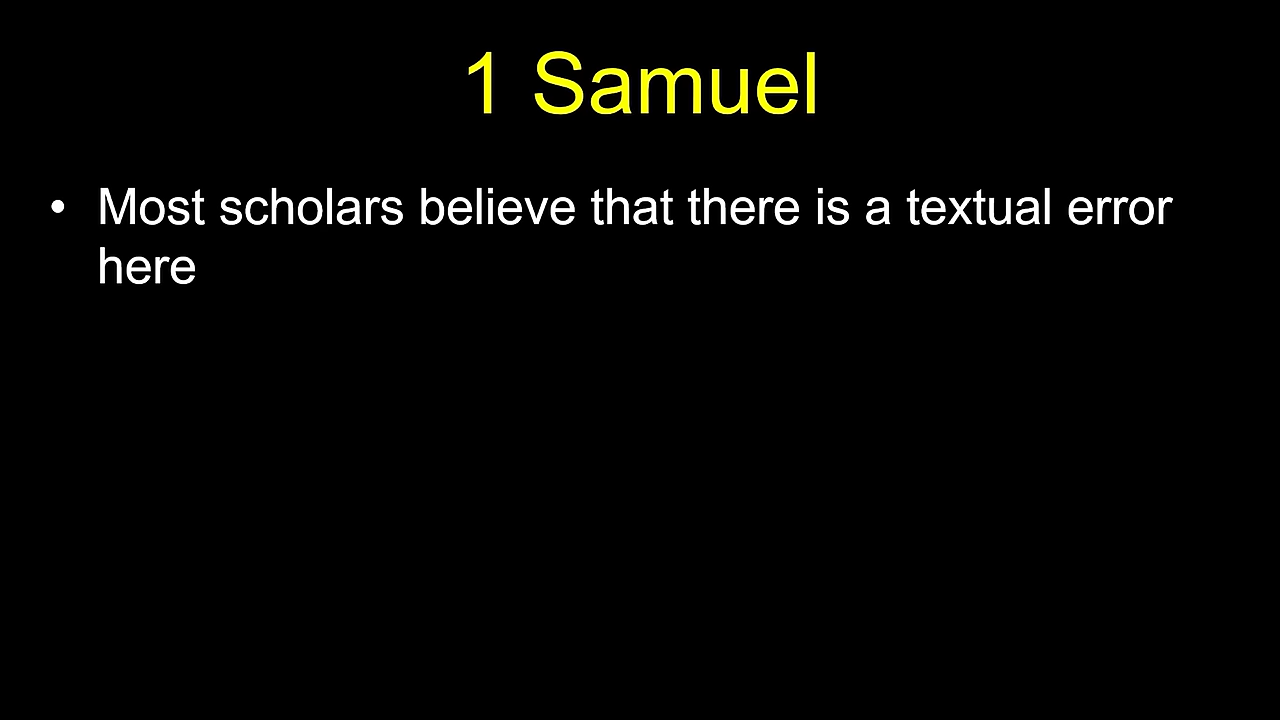 1 Samuel
• Most scholars believe that there is a textual error
here